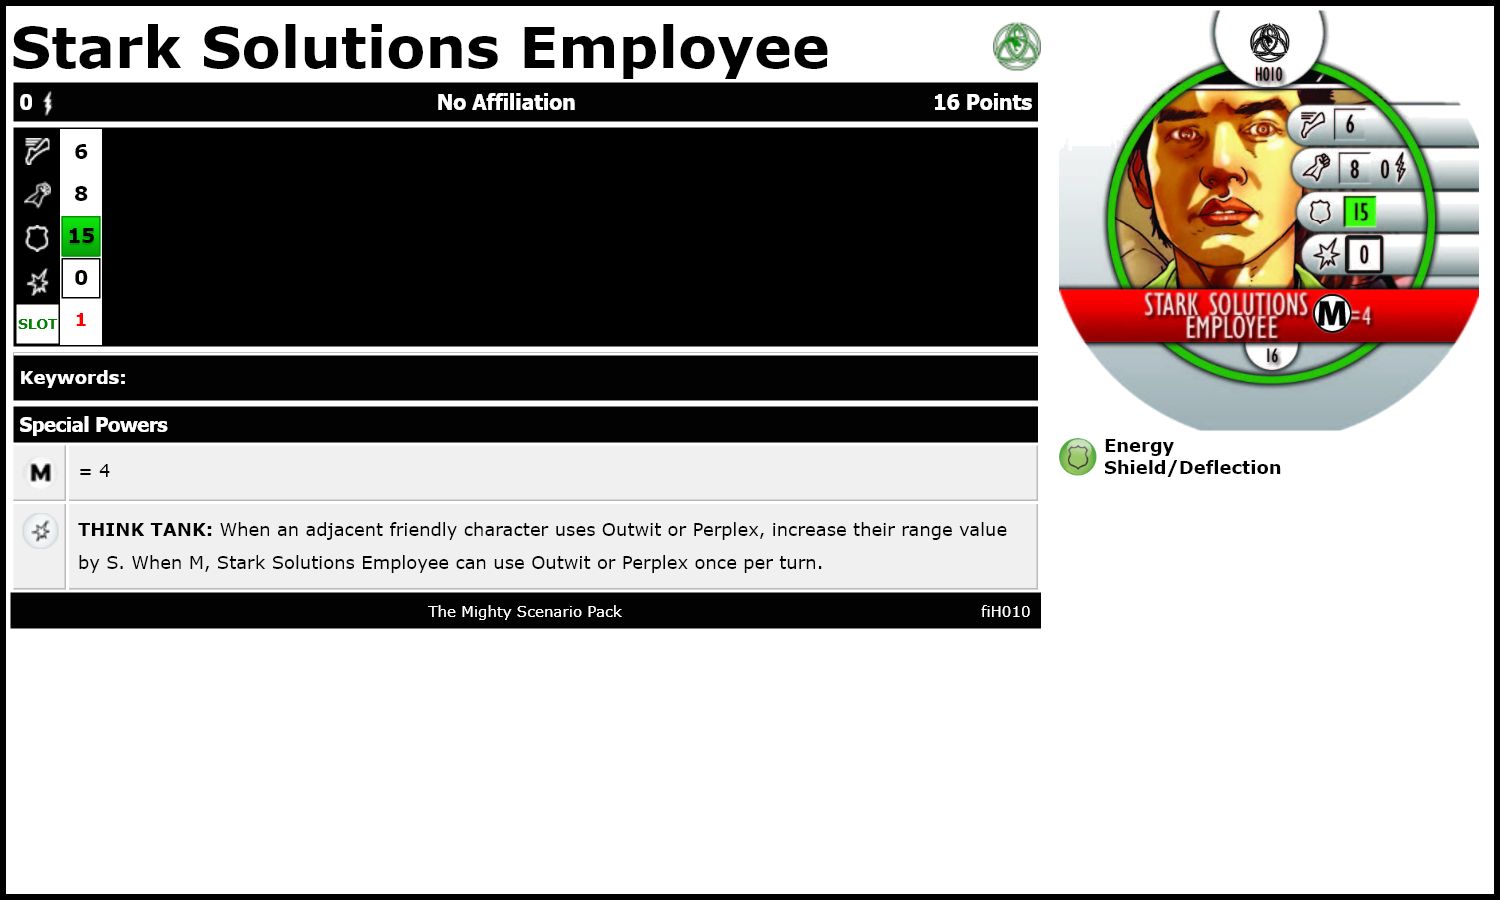 Stark Solutions Employee
0 No Affiliation 16 Points
6
8
15
0
SLOT 1
Keywords:
Special Powers
M = 4
THINK TANK: When an adjacent friendly character uses Outwit or Perplex, increase their range value
by S. When M, Stark Solutions Employee can use Outwit or Perplex once per turn.
The Mighty Scenario Pack fiH010
H010
6
8 0
15
0
STARK SOLUTIONS
EMPLOYEE
M=4
16
Energy
Shield/Deflection